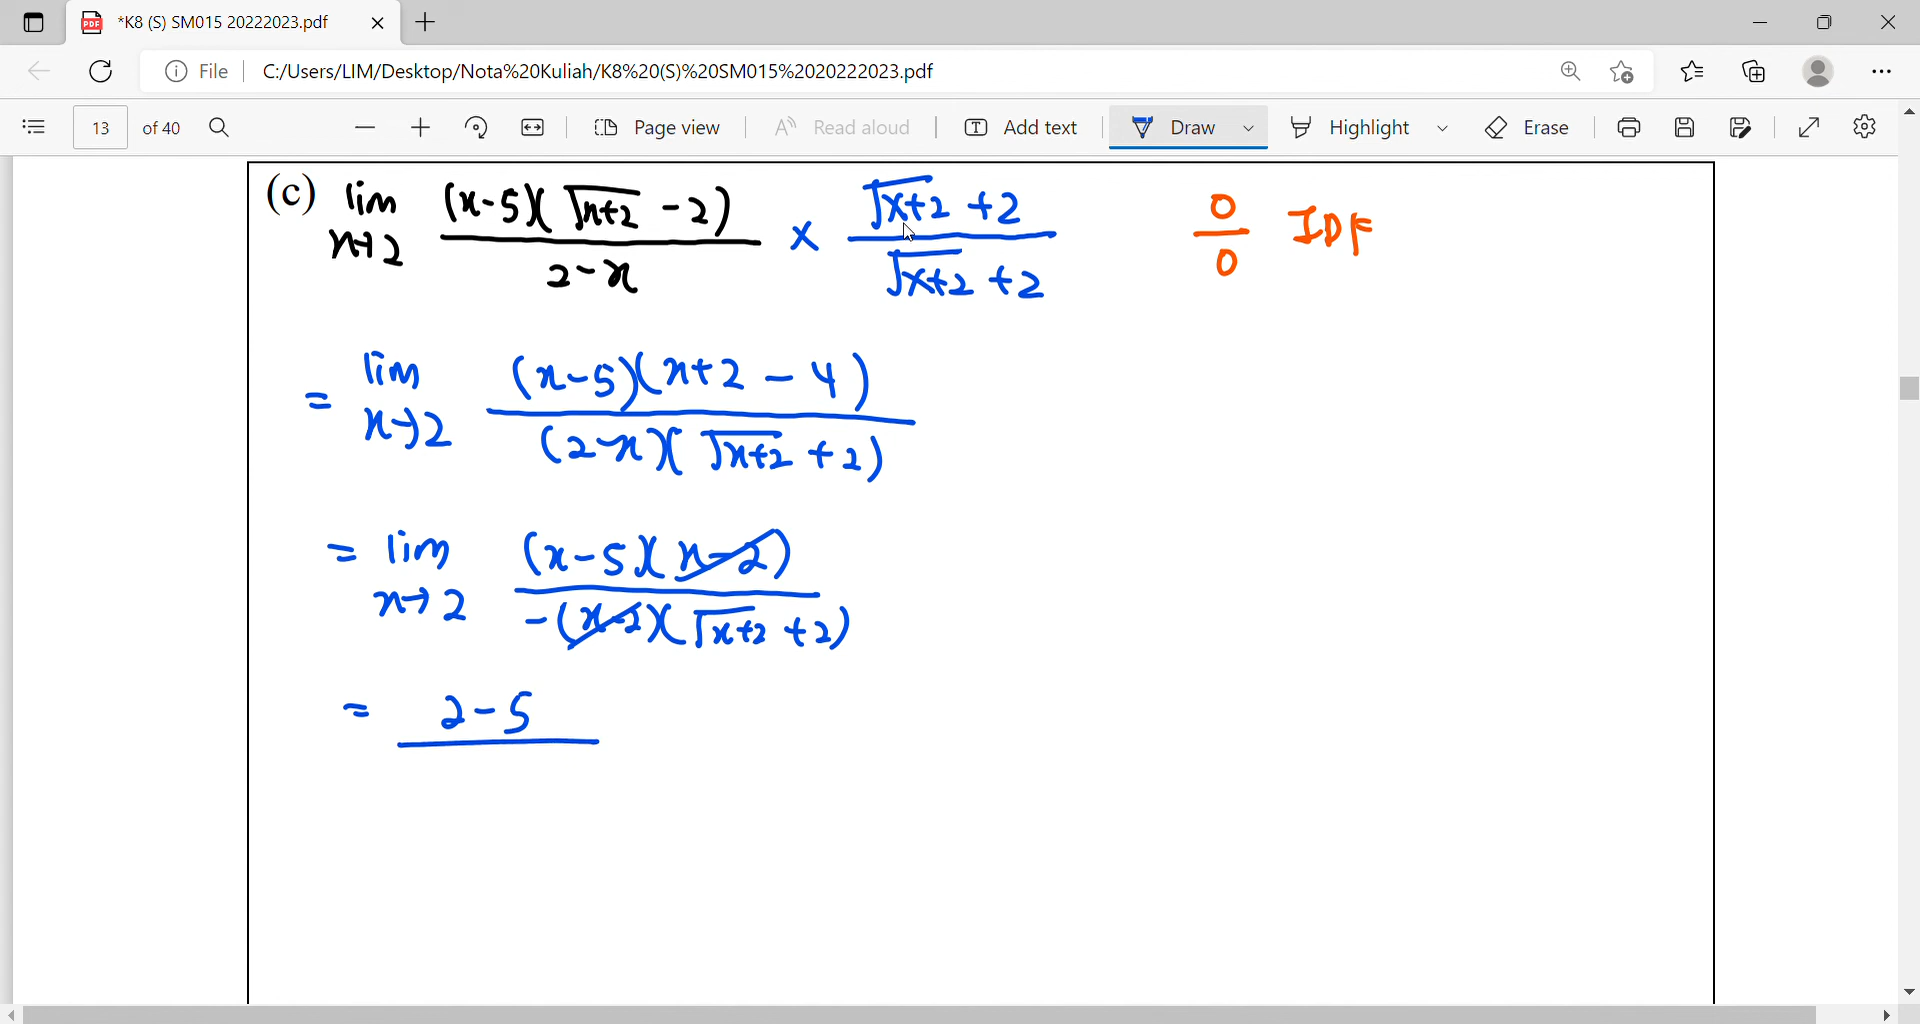 *K8 (S) SM015 20222023.pdf
File C:/Users/LIM/Desktop/Nota%20Kuliah/K8%20(S)%20SM015%2020222023.pdf
13 of 40 Page view Read aloud Add text Draw Highlight Erase
(c) lim x→2 (x-5)(√x+2 -2) / 2-x × √x+2 +2 / √x+2 +2 0/0 IDF
= lim x→2 (x-5)(x+2-4) / (2-x)(√x+2 +2)
= lim x→2 (x-5)(x-2) / -(x-2)(√x+2 +2)
= 2-5